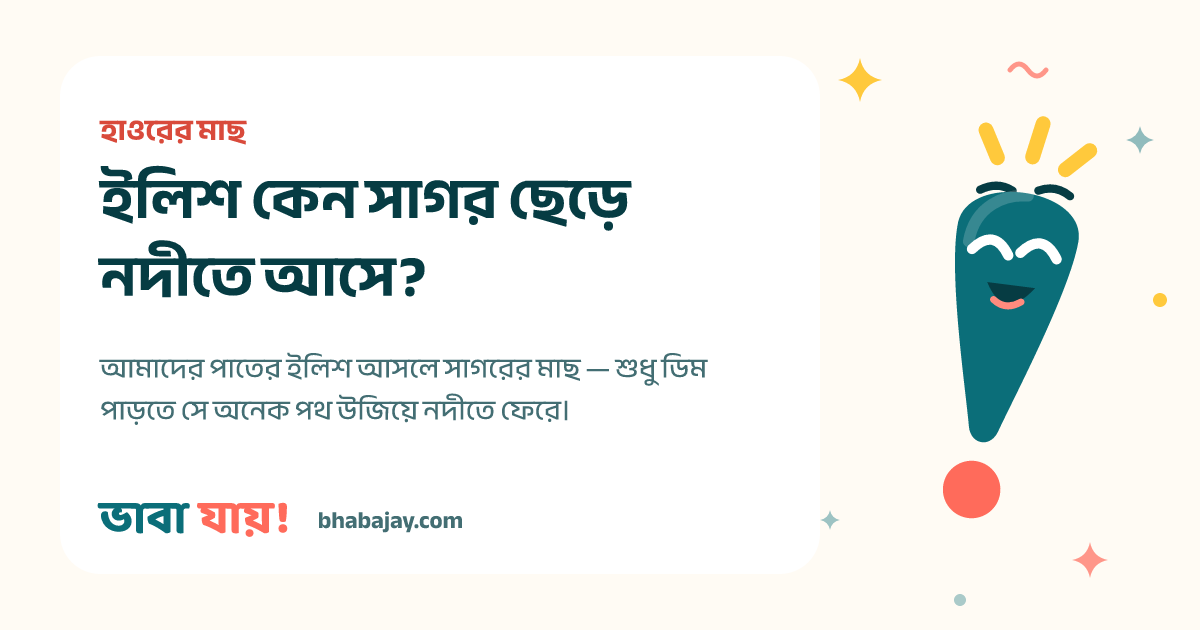 হাওরের মাছ
ইলিশ কেন সাগর ছেড়ে
নদীতে আসে?
আমাদের পাতের ইলিশ আসলে সাগরের মাছ — শুধু ডিম
পাড়তে সে অনেক পথ উজিয়ে নদীতে ফেরে।
ভাবা যায়! bhabajay.com